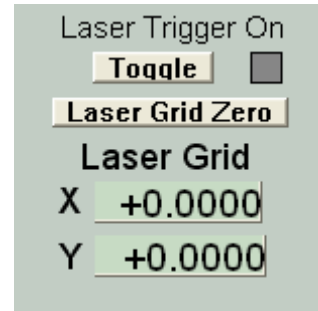 Laser Trigger On
Toggle
Laser Grid Zero
Laser Grid
X +0.0000
Y +0.0000